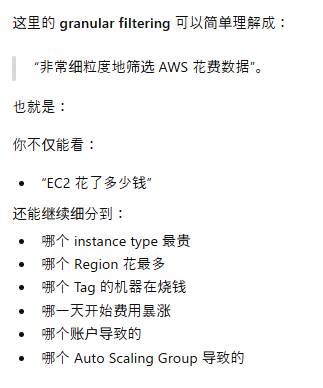 这里的 granular filtering 可以简单理解成：
“非常细粒度地筛选 AWS 花费数据”。
也就是：
你不仅能看：
• “EC2 花了多少钱”
还能继续细分到：
• 哪个 instance type 最贵
• 哪个 Region 花最多
• 哪个 Tag 的机器在烧钱
• 哪一天开始费用暴涨
• 哪个账户导致的
• 哪个 Auto Scaling Group 导致的